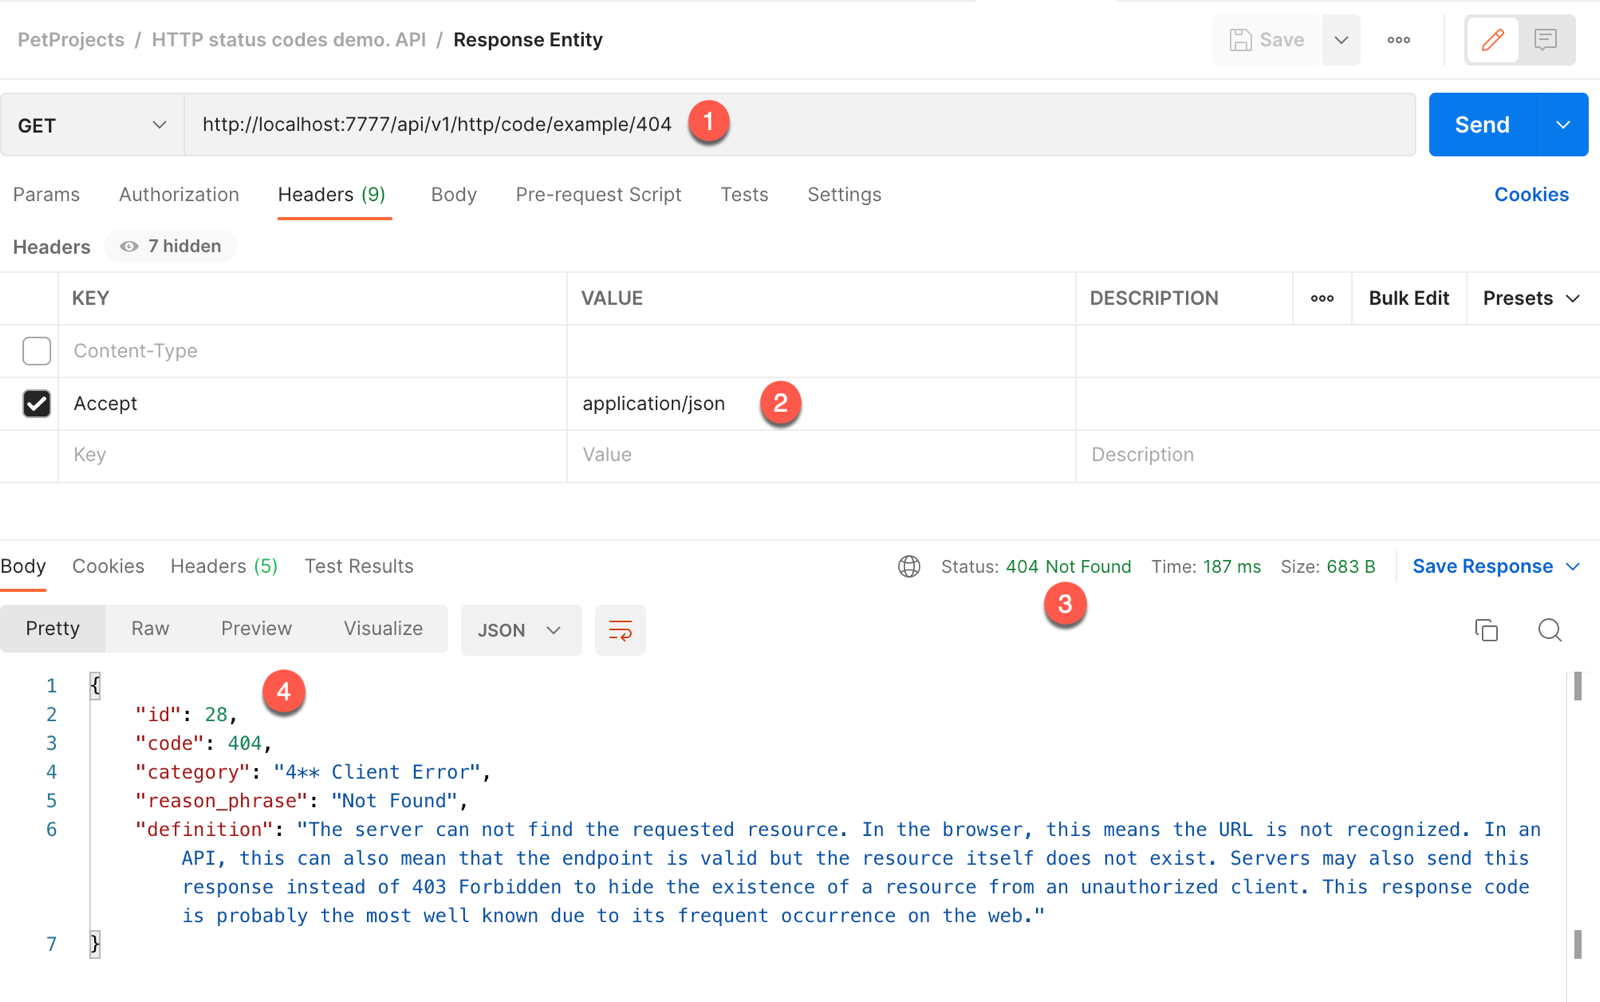 PetProjects / HTTP status codes demo. API / Response Entity
Save
GET
http://localhost:7777/api/v1/http/code/example/404
1
Send
Params Authorization Headers (9) Body Pre-request Script Tests Settings
Cookies
Headers 7 hidden
KEY VALUE DESCRIPTION Bulk Edit Presets
Content-Type
Accept application/json 2
Key Value Description
Body Cookies Headers (5) Test Results
Status: 404 Not Found Time: 187 ms Size: 683 B Save Response
3
Pretty Raw Preview Visualize JSON
4
1 {
2 "id": 28,
3 "code": 404,
4 "category": "4** Client Error",
5 "reason_phrase": "Not Found",
6 "definition": "The server can not find the requested resource. In the browser, this means the URL is not recognized. In an
API, this can also mean that the endpoint is valid but the resource itself does not exist. Servers may also send this
response instead of 403 Forbidden to hide the existence of a resource from an unauthorized client. This response code
is probably the most well known due to its frequent occurrence on the web."
7 }